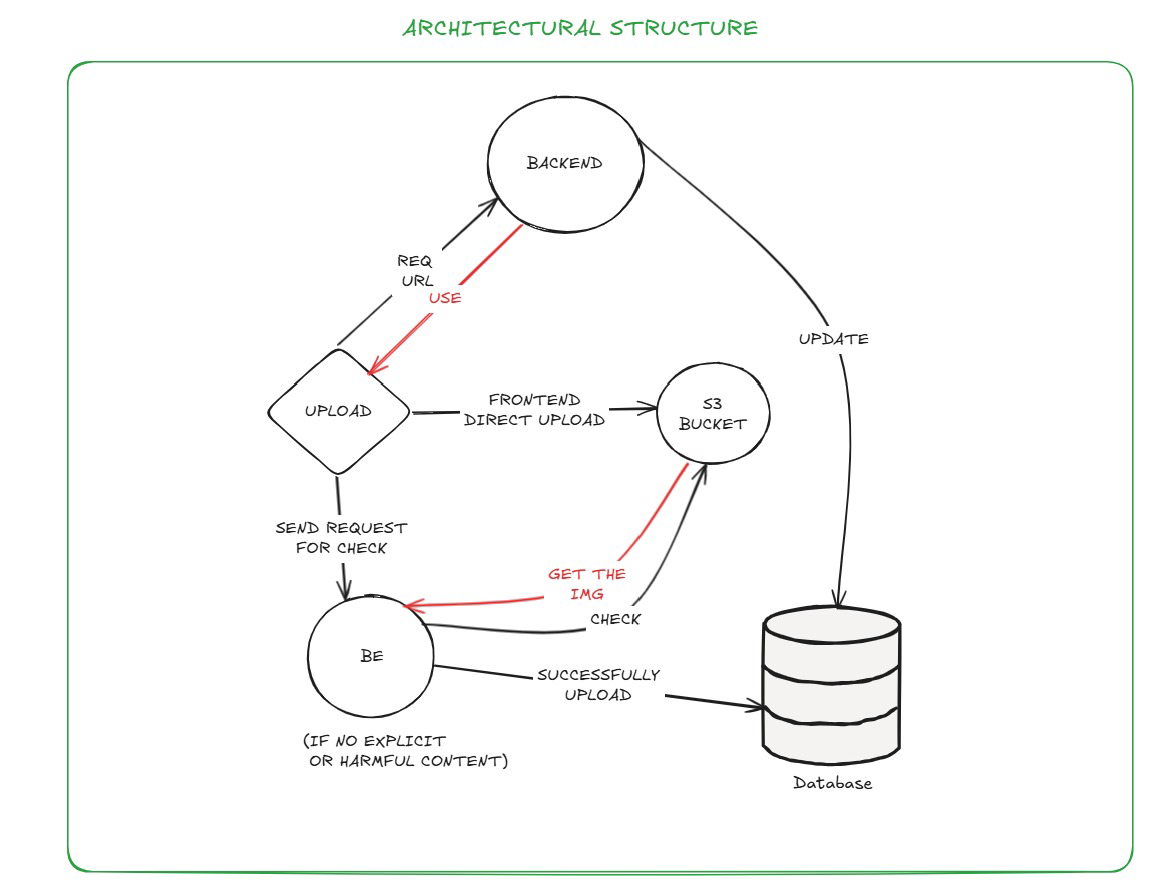 ARCHITECTURAL STRUCTURE
BACKEND
REQ
URL
USE
UPDATE
UPLOAD
FRONTEND
DIRECT UPLOAD
S3
BUCKET
SEND REQUEST
FOR CHECK
GET THE
IMG
CHECK
BE
SUCCESSFULLY
UPLOAD
(IF NO EXPLICIT
OR HARMFUL CONTENT)
Database